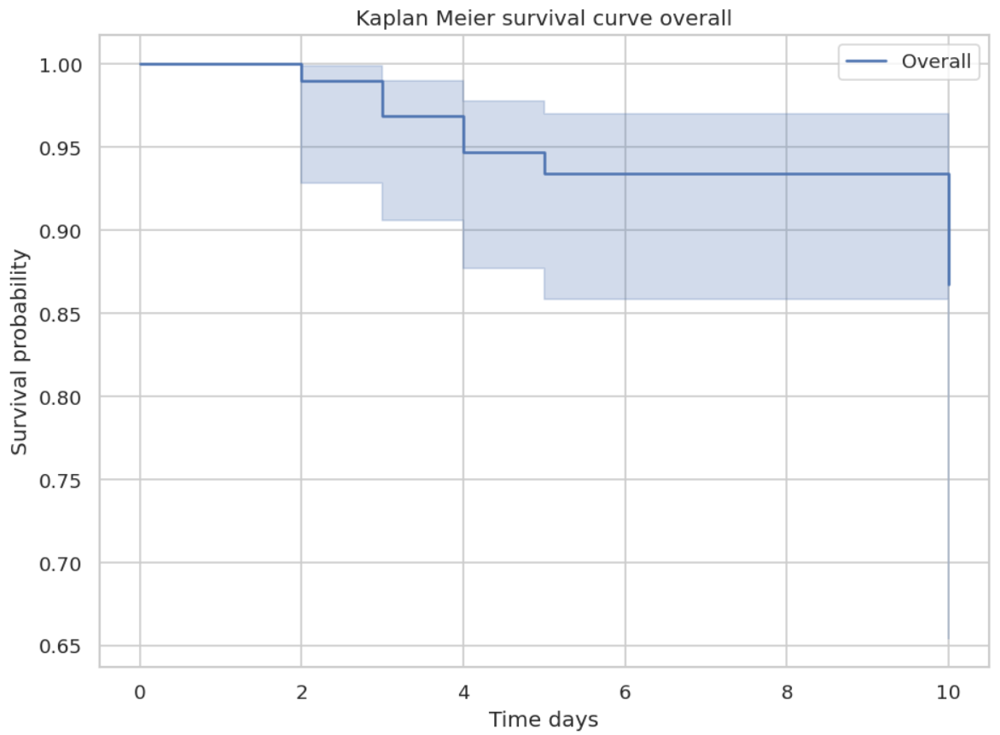 Kaplan Meier survival curve overall
Overall
Survival probability
1.00
0.95
0.90
0.85
0.80
0.75
0.70
0.65
0 2 4 6 8 10
Time days